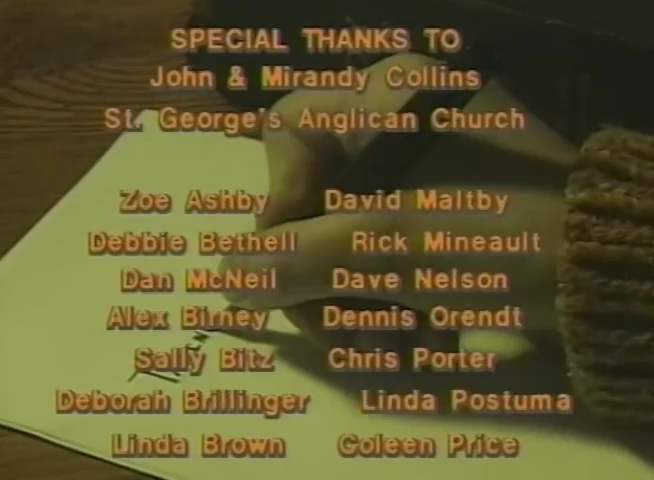 SPECIAL THANKS TO
John & Mirandy Collins
St. George's Anglican Church
Zoe Ashby David Maltby
Debbie Bethell Rick Mineault
Dan McNeil Dave Nelson
Alex Birney Dennis Orendt
Sally Bitz Chris Porter
Deborah Brillinger Linda Postuma
Linda Brown Coleen Price